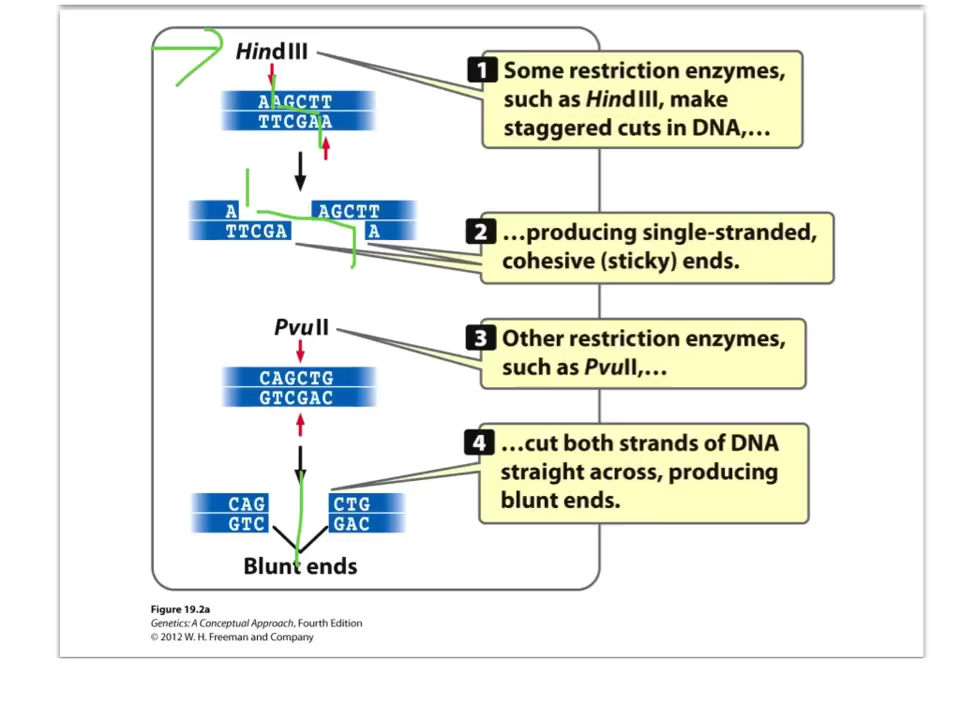 HindIII
AAGCTT
TTCGAA
1 Some restriction enzymes,
such as HindIII, make
staggered cuts in DNA,...
A AGCTT
TTCGA A
2 ...producing single-stranded,
cohesive (sticky) ends.
PvuII
CAGCTG
GTCGAC
3 Other restriction enzymes,
such as PvuII,...
4 ...cut both strands of DNA
straight across, producing
blunt ends.
CAG CTG
GTC GAC
Blunt ends
Figure 19.2a
Genetics: A Conceptual Approach, Fourth Edition
© 2012 W. H. Freeman and Company